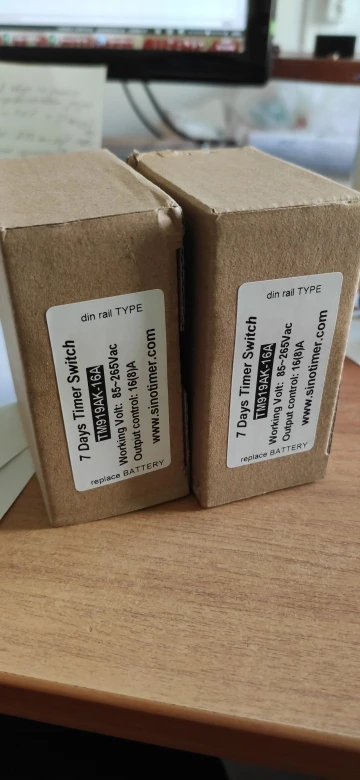 din rail TYPE
7 Days Timer Switch
TM919AK-16A
Working Volt: 85~265Vac
Output control: 16(8)A
www.sinotimer.com
replace BATTERY
din rail TYPE
7 Days Timer Switch
TM919AK-16A
Working Volt: 85~265Vac
Output control: 16(8)A
www.sinotimer.com
replace BATTERY